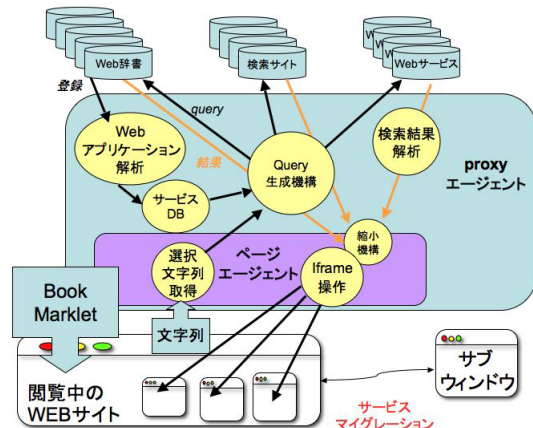 Web辞書
検索サイト
Webサービス
登録
query
Web
アプリケーション
解析
結果
Query
生成機構
検索結果
解析
proxy
エージェント
サービス
DB
縮小
機構
選択
文字列
取得
ページ
エージェント
Iframe
操作
Book
Marklet
文字列
閲覧中の
WEBサイト
サブ
ウィンドウ
サービス
マイグレーション